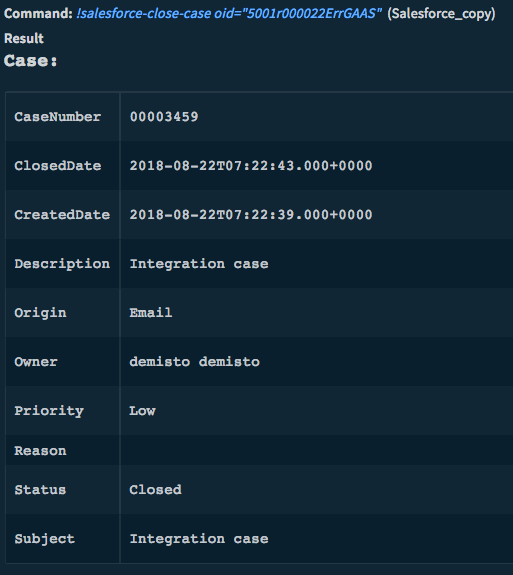 Command: !salesforce-close-case oid="5001r000022ErrGAAS" (Salesforce_copy)
Result
Case:
CaseNumber 00003459
ClosedDate 2018-08-22T07:22:43.000+0000
CreatedDate 2018-08-22T07:22:39.000+0000
Description Integration case
Origin Email
Owner demisto demisto
Priority Low
Reason
Status Closed
Subject Integration case